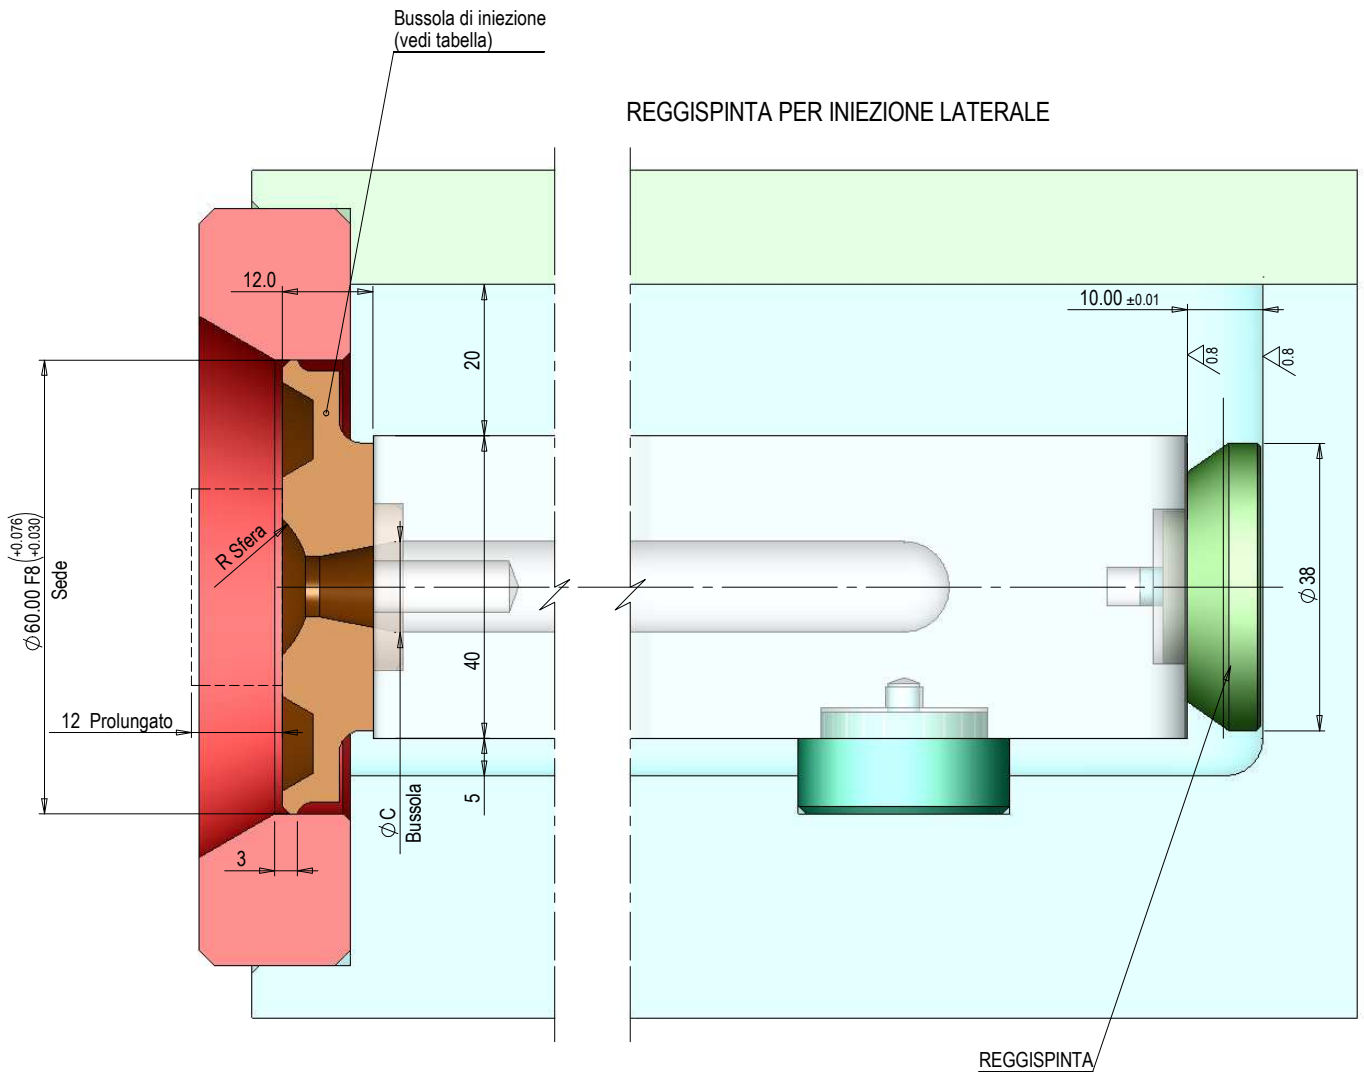 Bussola di iniezione
(vedi tabella)
REGGISPINTA PER INIEZIONE LATERALE
12.0
10.00 ±0.01
20
0.8
0.8
R Sfera
Ø 60.00 F8 (+0.076 +0.030)
Sede
Ø 38
40
12 Prolungato
5
Ø C
Bussola
3
REGGISPINTA